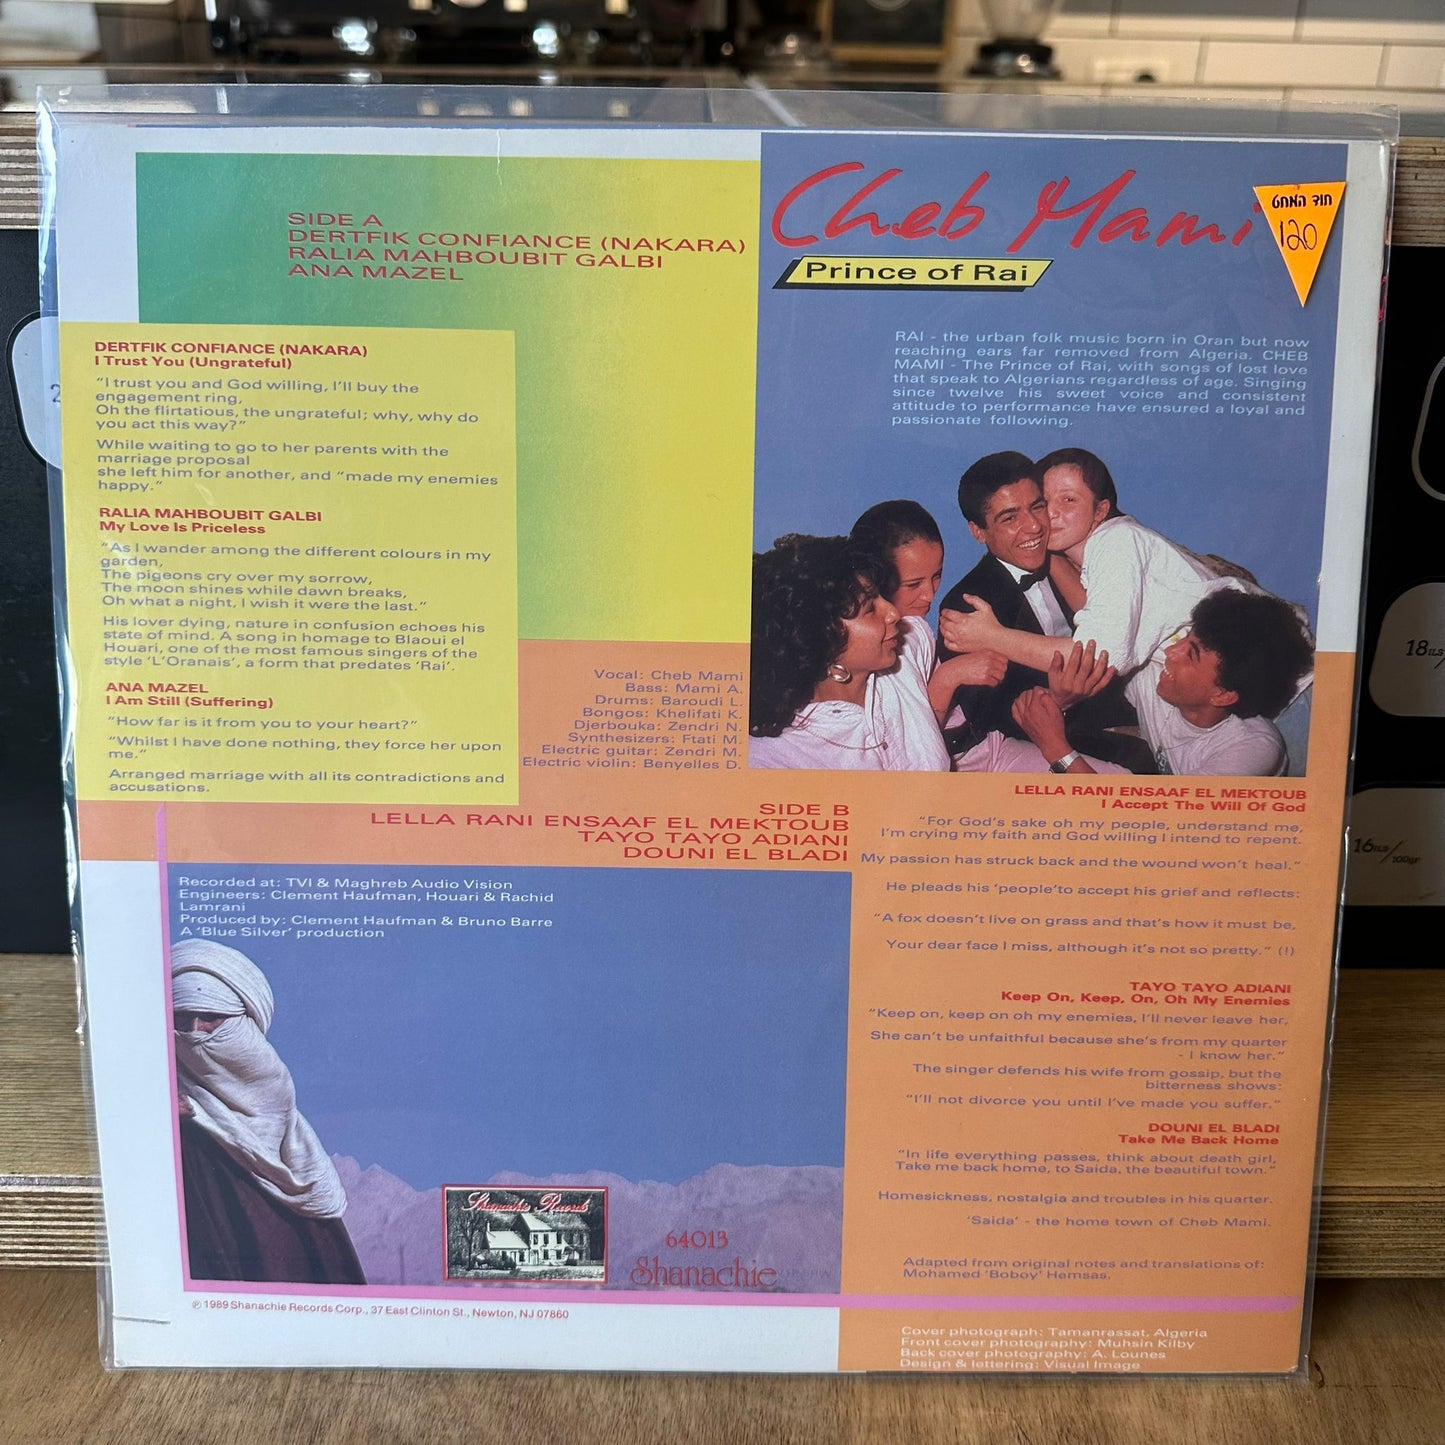 SIDE A
DERTFIK CONFIANCE (NAKARA)
RALIA MAHBOUBIT GALBI
ANA MAZEL
Cheb Mami
Prince of Rai
חוד המחט
120
RAI - the urban folk music born in Oran but now
reaching ears far removed from Algeria. CHEB
MAMI - The Prince of Rai, with songs of lost love
that speak to Algerians regardless of age. Singing
since twelve his sweet voice and consistent
attitude to performance have ensured a loyal and
passionate following.
DERTFIK CONFIANCE (NAKARA)
I Trust You (Ungrateful)
"I trust you and God willing, I'll buy the
engagement ring,
Oh the flirtatious, the ungrateful; why, why do
you act this way?"
While waiting to go to her parents with the
marriage proposal
she left him for another, and "made my enemies
happy."
RALIA MAHBOUBIT GALBI
My Love Is Priceless
"As I wander among the different colours in my
garden,
The pigeons cry over my sorrow,
The moon shines while dawn breaks,
Oh what a night, I wish it were the last."
His lover dying, nature in confusion echoes his
state of mind. A song in homage to Blaoui el
Houari, one of the most famous singers of the
style 'L'Oranais', a form that predates 'Rai'.
ANA MAZEL
I Am Still (Suffering)
"How far is it from you to your heart?"
"Whilst I have done nothing, they force her upon
me."
Arranged marriage with all its contradictions and
accusations.
Vocal: Cheb Mami
Bass: Mami A.
Drums: Baroudi L.
Bongos: Khelifati K.
Djerbouka: Zendri N.
Synthesizers: Ftati M.
Electric guitar: Zendri M.
Electric violin: Benyelles D.
SIDE B
LELLA RANI ENSAAF EL MEKTOUB
TAYO TAYO ADIANI
DOUNI EL BLADI
LELLA RANI ENSAAF EL MEKTOUB
I Accept The Will Of God
"For God's sake oh my people, understand me,
I'm crying my faith and God willing I intend to repent.
My passion has struck back and the wound won't heal."
He pleads his 'people'to accept his grief and reflects:
"A fox doesn't live on grass and that's how it must be,
Your dear face I miss, although it's not so pretty." (!)
TAYO TAYO ADIANI
Keep On, Keep, On, Oh My Enemies
"Keep on, keep on oh my enemies, I'll never leave her,
She can't be unfaithful because she's from my quarter
- I know her."
The singer defends his wife from gossip, but the
bitterness shows:
"I'll not divorce you until I've made you suffer."
DOUNI EL BLADI
Take Me Back Home
"In life everything passes, think about death girl,
Take me back home, to Saida, the beautiful town."
Homesickness, nostalgia and troubles in his quarter.
'Saida' - the home town of Cheb Mami.
Adapted from original notes and translations of:
Mohamed 'Boboy' Hemsas.
Recorded at: TVI & Maghreb Audio Vision
Engineers: Clement Haufman, Houari & Rachid
Lamrani
Produced by: Clement Haufman & Bruno Barre
A 'Blue Silver' production
Shanachie Records
64013
Shanachie
℗ 1989 Shanachie Records Corp., 37 East Clinton St., Newton, NJ 07860
Cover photograph: Tamanrassat, Algeria
Front cover photography: Muhsin Kilby
Back cover photography: A. Lounes
Design & lettering: Visual Image
18 ILS
16 ILS/100gr